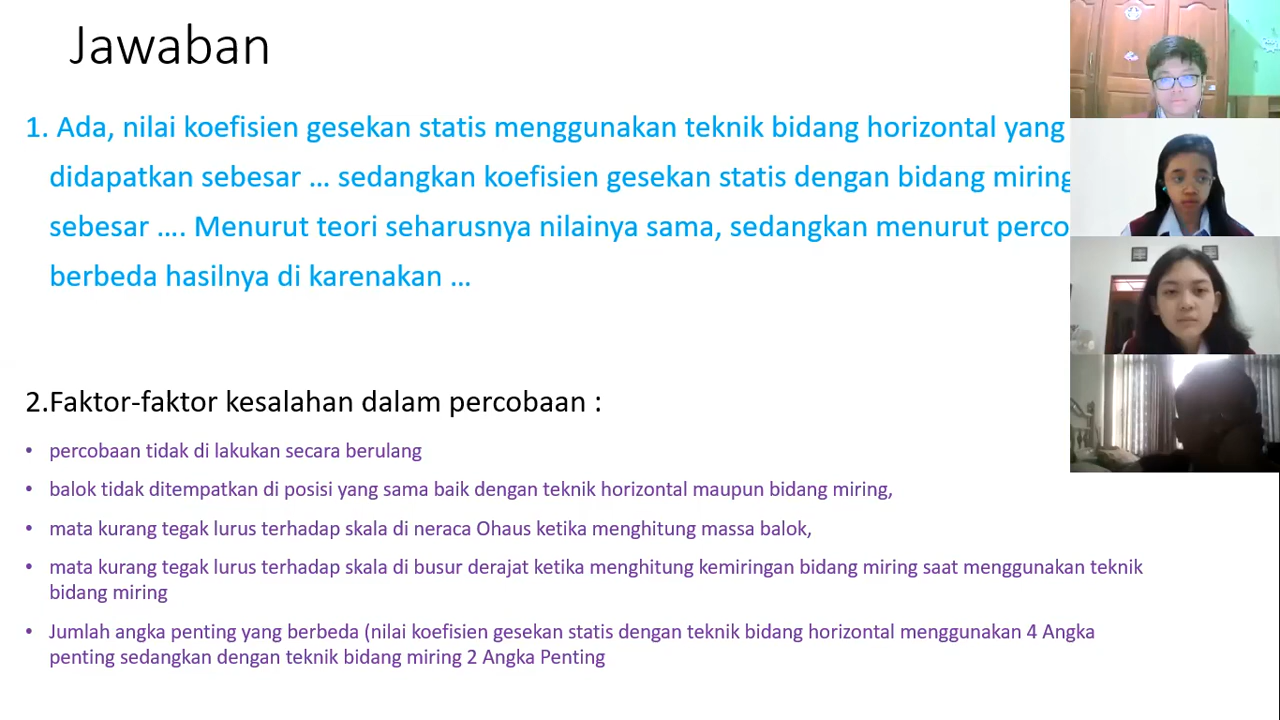 Jawaban
1. Ada, nilai koefisien gesekan statis menggunakan teknik bidang horizontal yang
didapatkan sebesar ... sedangkan koefisien gesekan statis dengan bidang miring
sebesar .... Menurut teori seharusnya nilainya sama, sedangkan menurut
berbeda hasilnya di karenakan ...
2.Faktor-faktor kesalahan dalam percobaan :
• percobaan tidak di lakukan secara berulang
• balok tidak ditempatkan di posisi yang sama baik dengan teknik horizontal maupun bidang miring,
• mata kurang tegak lurus terhadap skala di neraca Ohaus ketika menghitung massa balok,
• mata kurang tegak lurus terhadap skala di busur derajat ketika menghitung kemiringan bidang miring saat menggunakan teknik
bidang miring
• Jumlah angka penting yang berbeda (nilai koefisien gesekan statis dengan teknik bidang horizontal menggunakan 4 Angka
penting sedangkan dengan teknik bidang miring 2 Angka Penting